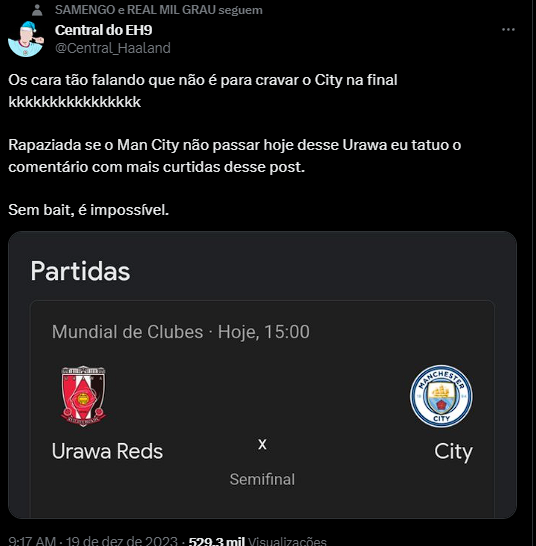 SAMENGO e REAL MIL GRAU seguem
Central do EH9
@Central_Haaland
Os cara tão falando que não é para cravar o City na final
kkkkkkkkkkkkkkkk
Rapaziada se o Man City não passar hoje desse Urawa eu tatuo o
comentário com mais curtidas desse post.
Sem bait, é impossível.
Partidas
Mundial de Clubes · Hoje, 15:00
MANCHESTER
CITY
Urawa Reds
x
City
Semifinal
9:17 AM · 19 de dez de 2023 · 529,3 mil Visualizações